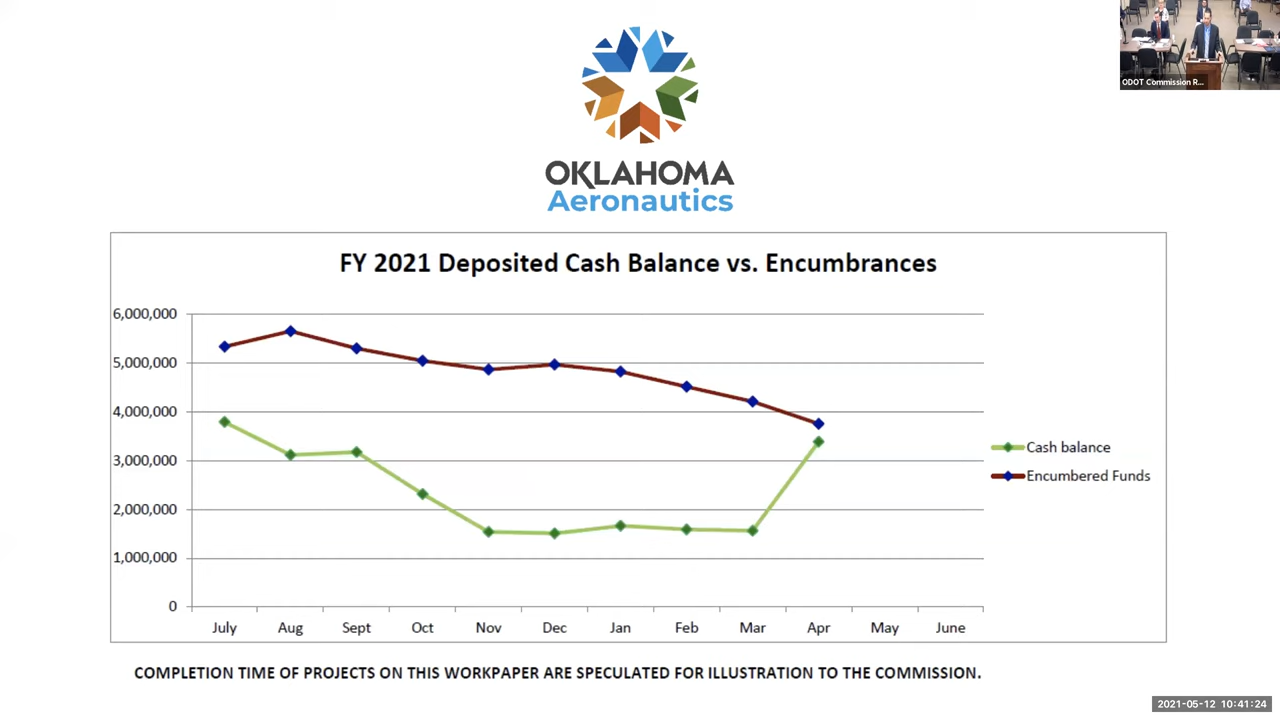 ODOT Commission R...
OKLAHOMA
Aeronautics
FY 2021 Deposited Cash Balance vs. Encumbrances
6,000,000
5,000,000
4,000,000
3,000,000
2,000,000
1,000,000
0
July Aug Sept Oct Nov Dec Jan Feb Mar Apr May June
Cash balance
Encumbered Funds
COMPLETION TIME OF PROJECTS ON THIS WORKPAPER ARE SPECULATED FOR ILLUSTRATION TO THE COMMISSION.
2021-05-12 10:41:24